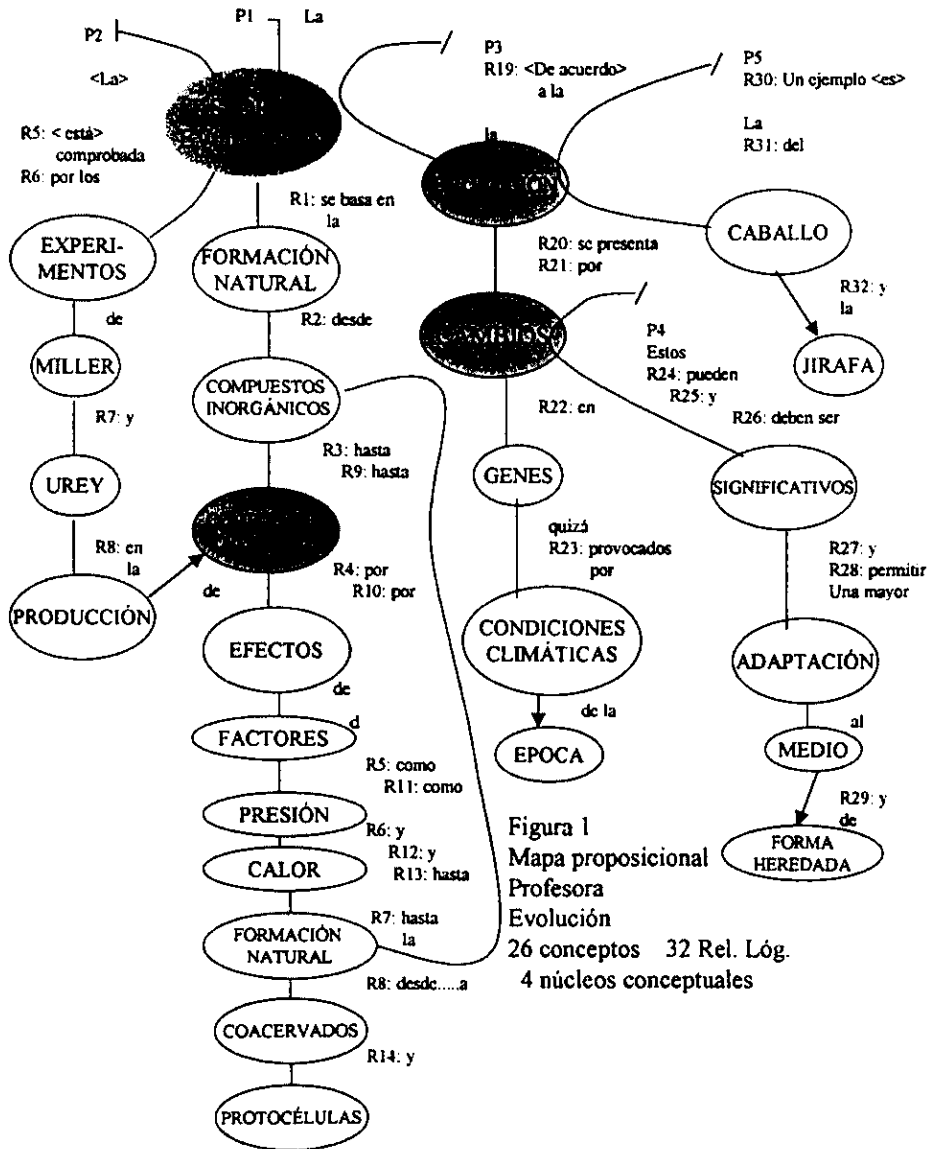 P1
La
P2
<La>
R5: < está>
comprobada
R6: por los
R1: se basa en
la
EXPERI-
MENTOS
de
MILLER
R7: y
UREY
R8: en
la
PRODUCCIÓN
de
FORMACIÓN
NATURAL
R2: desde
COMPUESTOS
INORGÁNICOS
R3: hasta
R9: hasta
R4: por
R10: por
EFECTOS
de
d
FACTORES
R5: como
R11: como
PRESIÓN
R6: y
R12: y
R13: hasta
CALOR
R7: hasta
la
FORMACIÓN
NATURAL
R8: desde.....a
COACERVADOS
R14: y
PROTOCÉLULAS
P3
R19: <De acuerdo>
a la
la
R20: se presenta
R21: por
CAMBIOS
R22: en
GENES
quizá
R23: provocados
por
CONDICIONES
CLIMÁTICAS
de la
EPOCA
P4
Estos
R24: pueden
R25: y
R26: deben ser
SIGNIFICATIVOS
R27: y
R28: permitir
Una mayor
ADAPTACIÓN
al
MEDIO
R29: y
de
FORMA
HEREDADA
P5
R30: Un ejemplo <es>
La
R31: del
CABALLO
R32: y
la
JIRAFA
Figura 1
Mapa proposicional
Profesora
Evolución
26 conceptos 32 Rel. Lóg.
4 núcleos conceptuales